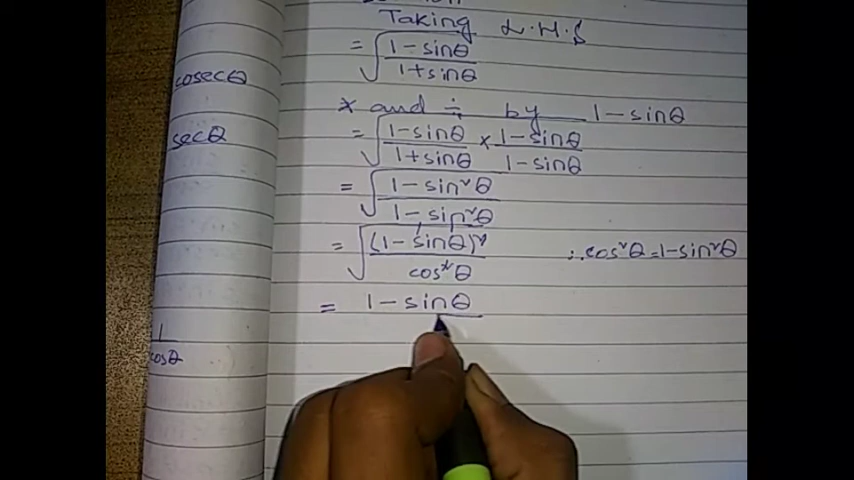 Taking L.H.S
= √(1 - sinθ / 1 + sinθ)
cosecθ
× and ÷ by 1 - sinθ
secθ
= √(1 - sinθ / 1 + sinθ × 1 - sinθ / 1 - sinθ)
= √(1 - sin²θ / 1 - sin²θ)
= √((1 - sinθ)² / cos²θ) ∴ cos²θ = 1 - sin²θ
= 1 - sinθ
1 / cosθ